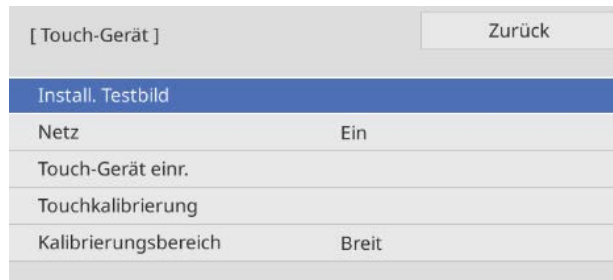 [ Touch-Gerät ] Zurück
Install. Testbild
Netz Ein
Touch-Gerät einr.
Touchkalibrierung
Kalibrierungsbereich Breit